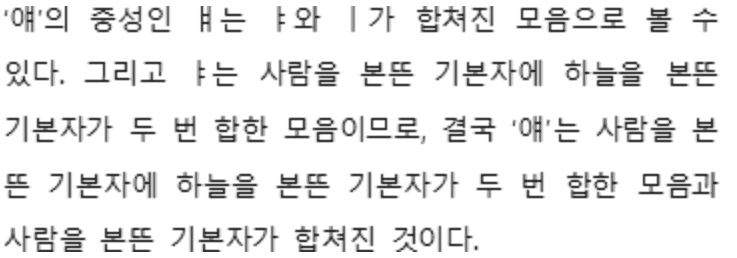 ‘얘’의 중성인 ㅒ는 ㅑ와 ㅣ가 합쳐진 모음으로 볼 수
있다. 그리고 ㅑ는 사람을 본뜬 기본자에 하늘을 본뜬
기본자가 두 번 합한 모음이므로, 결국 ‘얘’는 사람을 본
뜬 기본자에 하늘을 본뜬 기본자가 두 번 합한 모음과
사람을 본뜬 기본자가 합쳐진 것이다.